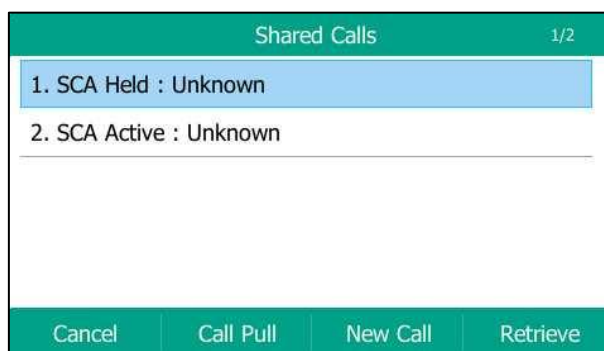 Shared Calls 1/2
1. SCA Held : Unknown
2. SCA Active : Unknown
Cancel Call Pull New Call Retrieve